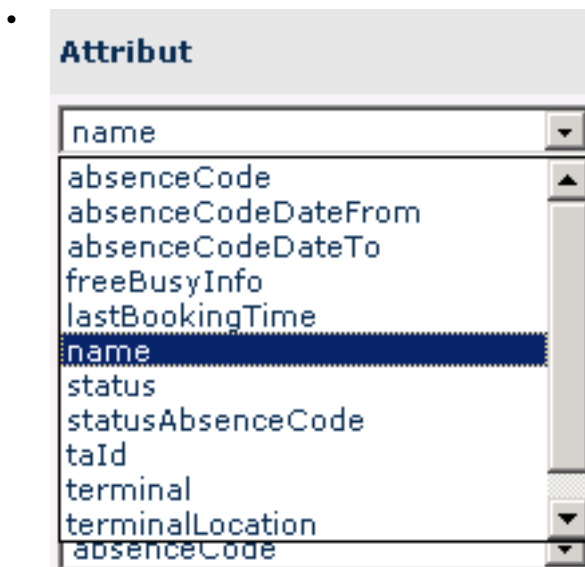 Attribut
name
absenceCode
absenceCodeDateFrom
absenceCodeDateTo
freeBusyInfo
lastBookingTime
name
status
statusAbsenceCode
taId
terminal
terminalLocation
absenceCode